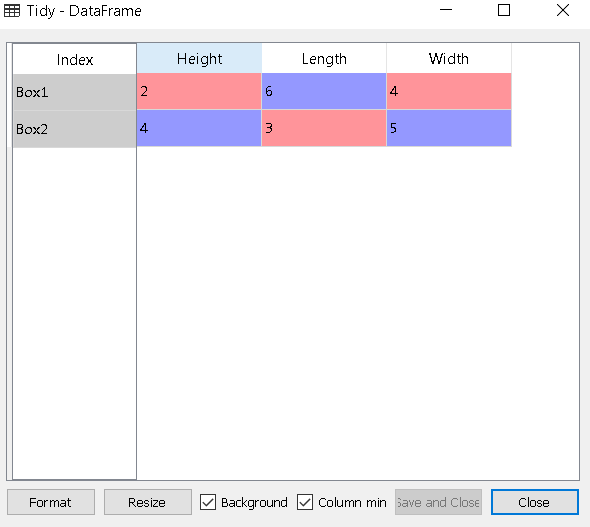 Tidy - DataFrame
Index Height Length Width
Box1 2 6 4
Box2 4 3 5
Format Resize Background Column min Save and Close Close